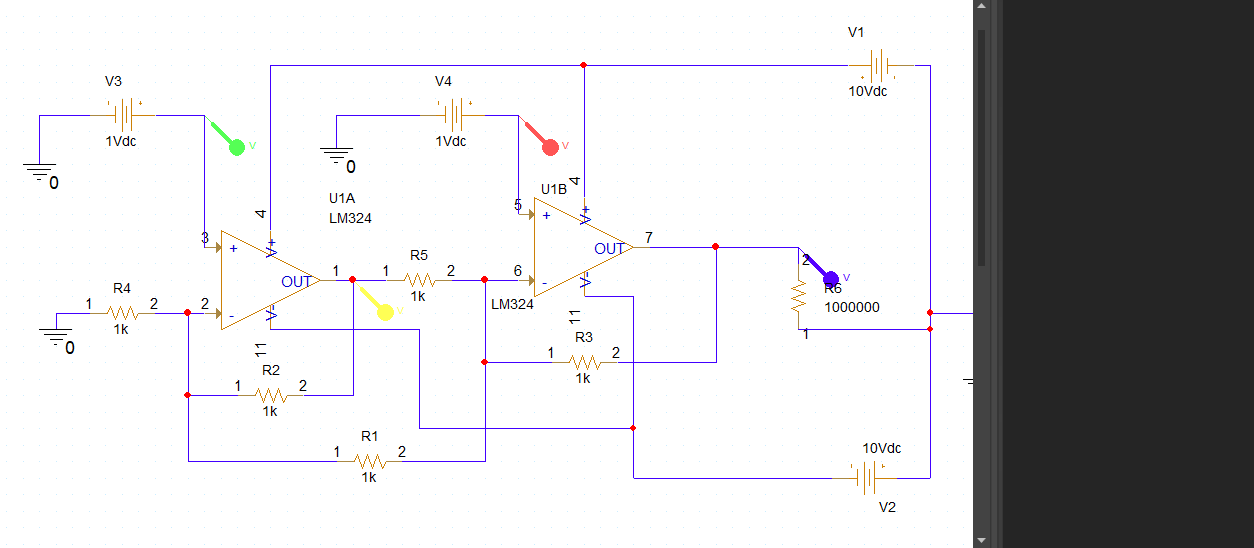 V1
10Vdc
V3
1Vdc
V
0
V4
1Vdc
V
0
U1A
LM324
4
3
+
V+
OUT
1
2
-
V-
11
R4
1
2
1k
0
R5
1
2
1k
V
U1B
4
5
+
V+
OUT
7
6
-
V-
11
LM324
R3
1
2
1k
2
V
R6
1000000
1
R2
1
2
1k
R1
1
2
1k
10Vdc
V2